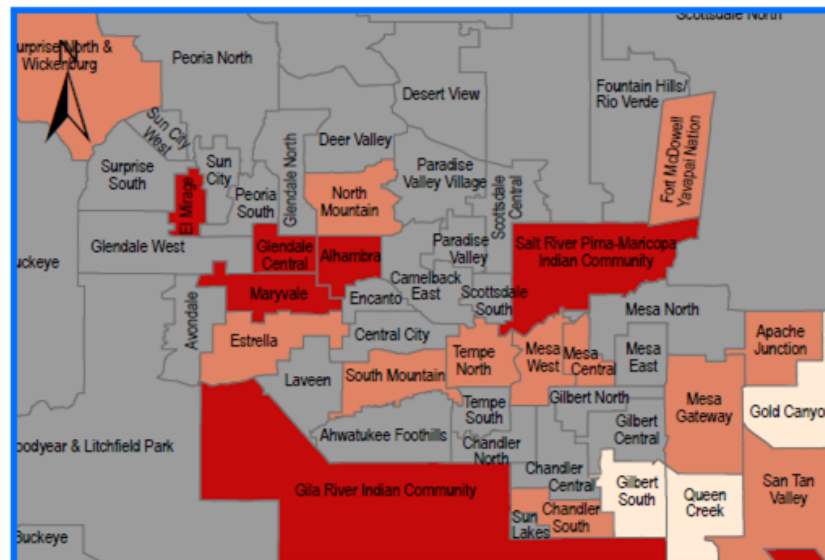 Scottsdale North
urprise North &
Wickenburg
N
Peoria North
Desert View
Fountain Hills/
Rio Verde
Sun City
West
Deer Valley
Surprise
South
Sun
City
Glendale North
Paradise
Valley Village
Scottsdale
Central
Fort McDowell
Yavapai Nation
El Mirage
Peoria
South
North
Mountain
Glendale West
Glendale
Central
Alhambra
Paradise
Valley
Salt River Pima-Maricopa
Indian Community
uckeye
Maryvale
Encanto
Camelback
East
Scottsdale
South
Avondale
Mesa North
Estrella
Central City
Tempe
North
Mesa
West
Mesa
Central
Mesa
East
Apache
Junction
Laveen
South Mountain
Gilbert North
Mesa
Gateway
Gold Canyo
Tempe
South
Ahwatukee Foothills
Chandler
North
Gilbert
Central
oodyear & Litchfield Park
Chandler
Central
Gila River Indian Community
Gilbert
South
Queen
Creek
San Tan
Valley
Sun
Lakes
Chandler
South
Buckeye